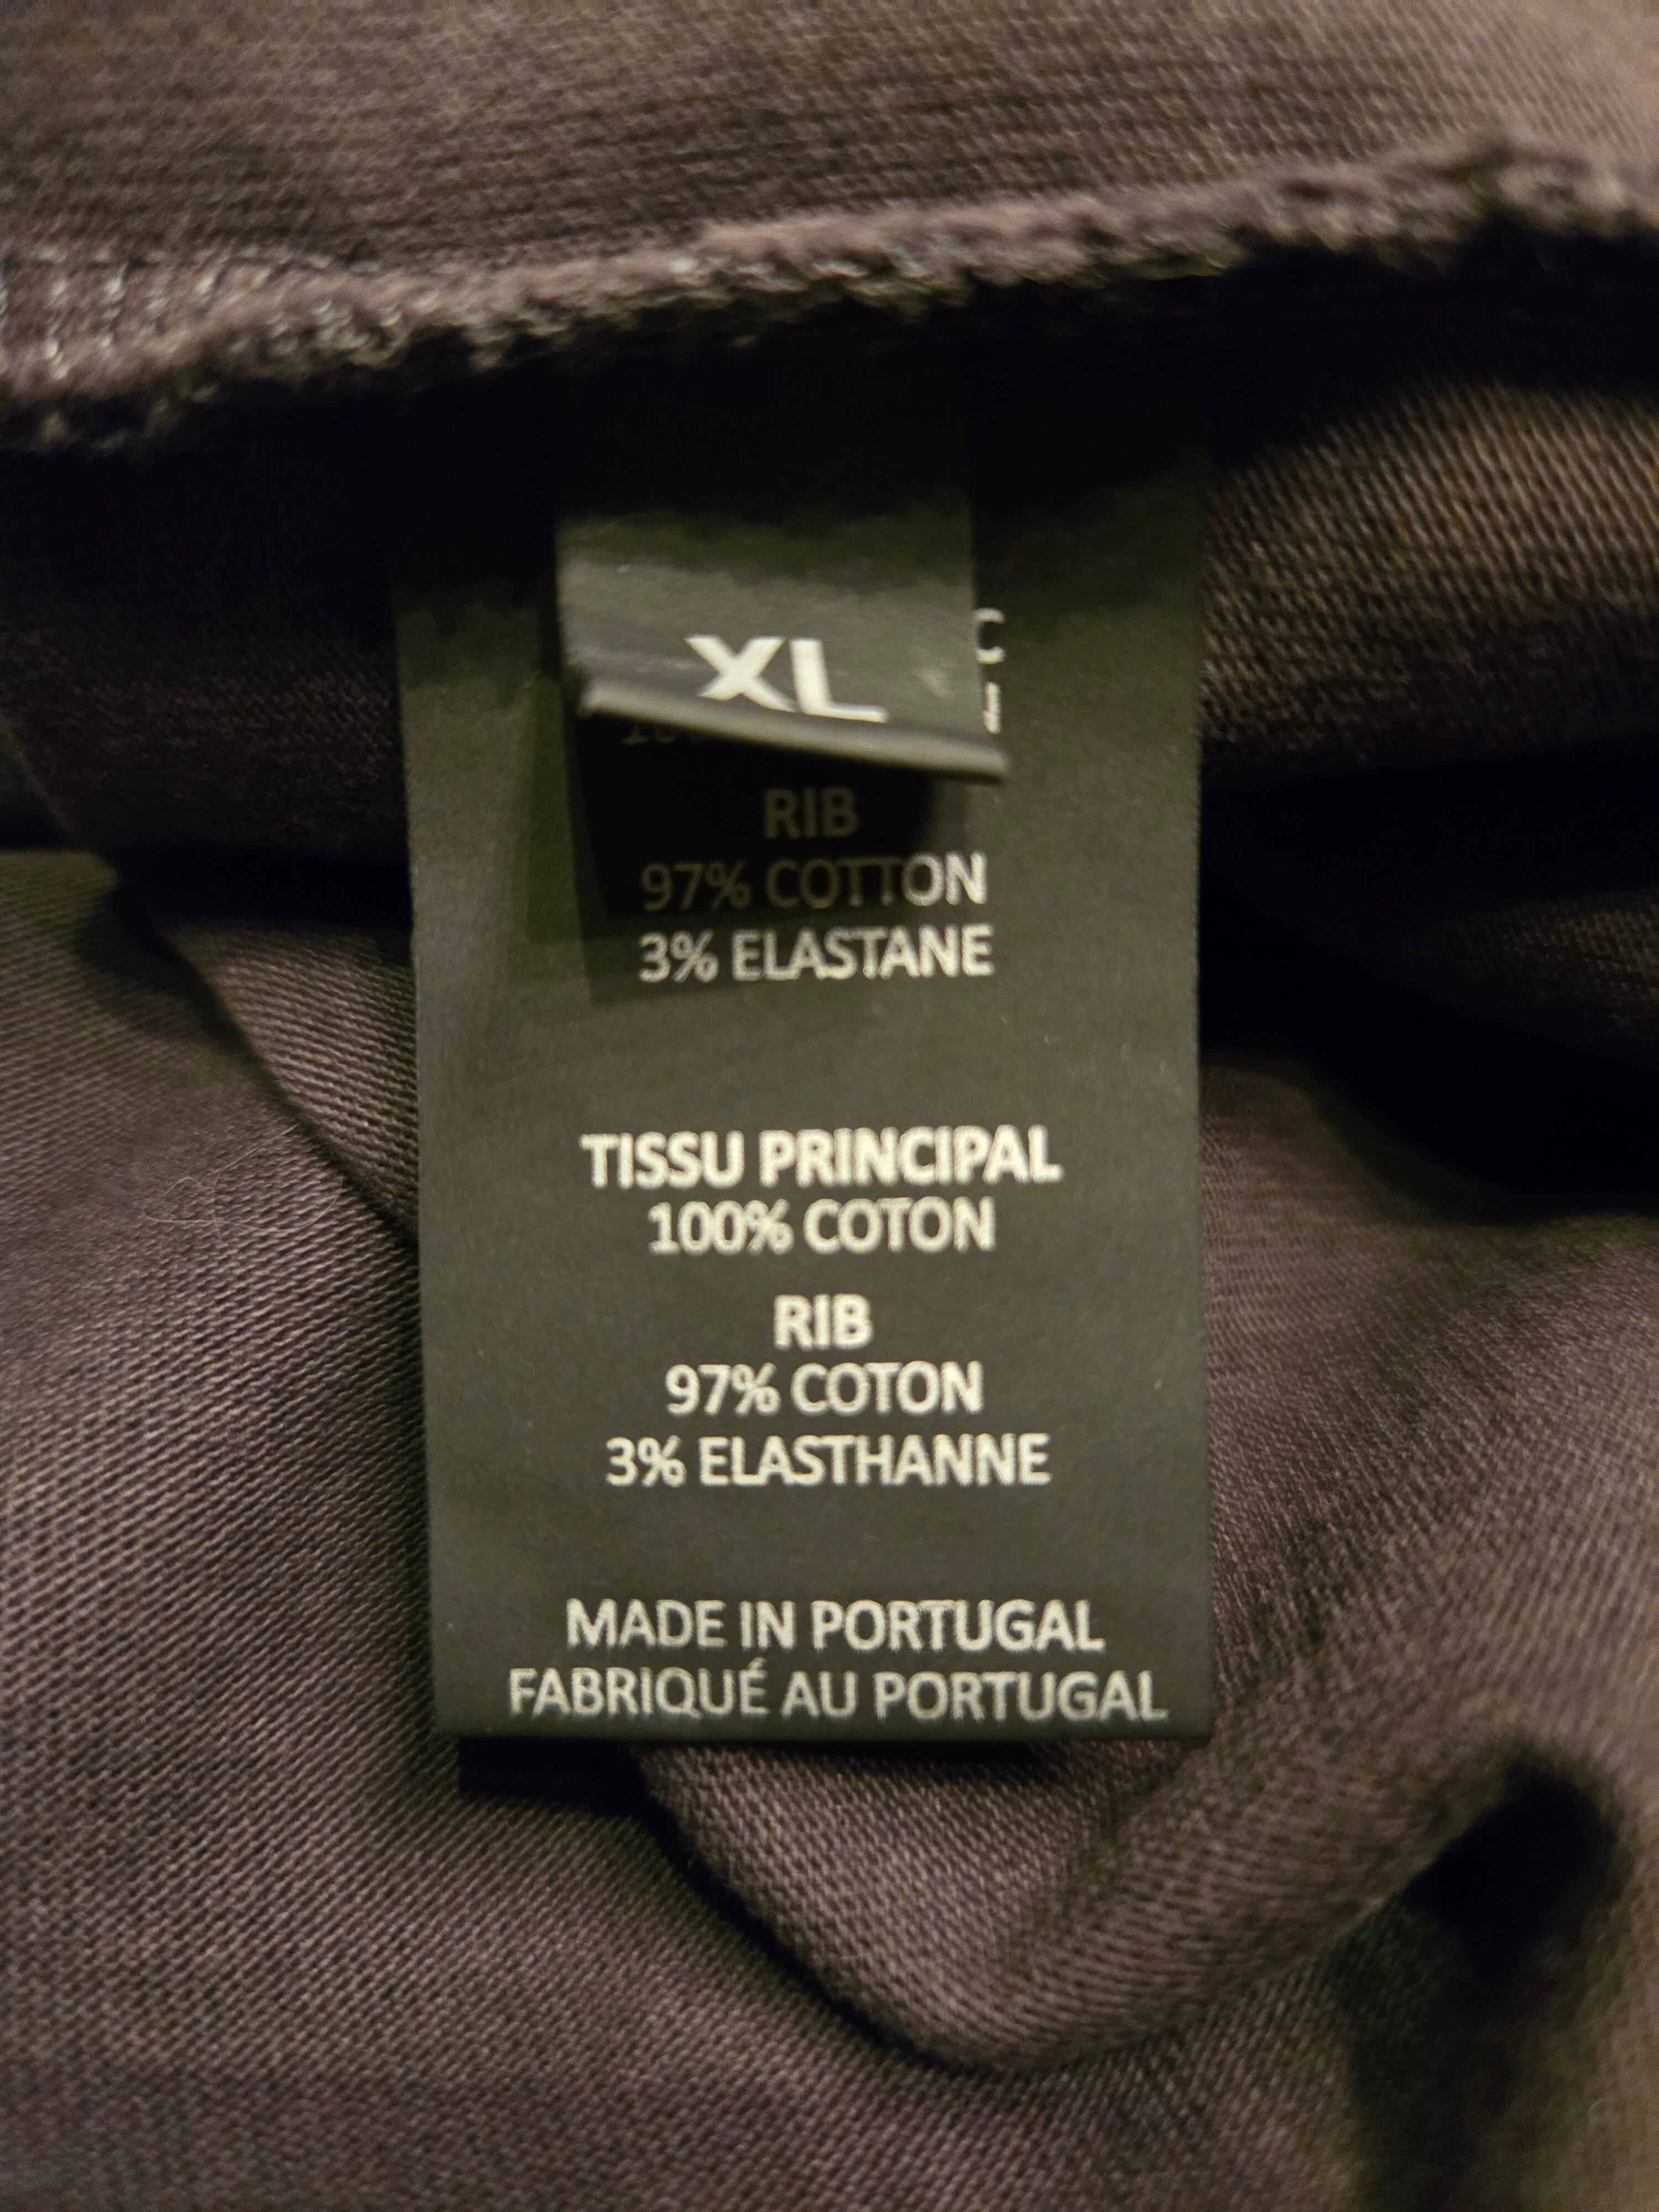 XL
RIB
97% COTTON
3% ELASTANE
TISSU PRINCIPAL
100% COTON
RIB
97% COTON
3% ELASTHANNE
MADE IN PORTUGAL
FABRIQUÉ AU PORTUGAL